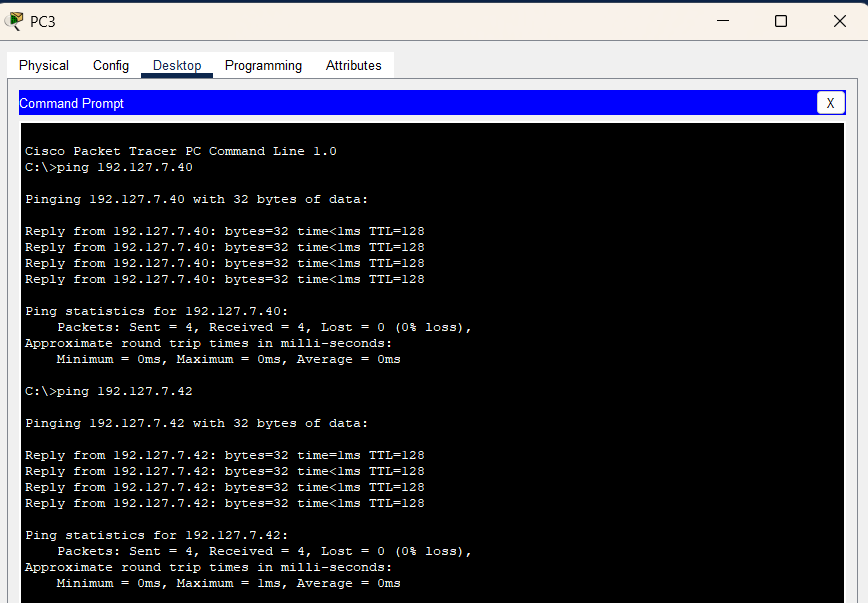 PC3
Physical Config Desktop Programming Attributes
Command Prompt X
Cisco Packet Tracer PC Command Line 1.0
C:\>ping 192.127.7.40
Pinging 192.127.7.40 with 32 bytes of data:
Reply from 192.127.7.40: bytes=32 time<1ms TTL=128
Reply from 192.127.7.40: bytes=32 time<1ms TTL=128
Reply from 192.127.7.40: bytes=32 time<1ms TTL=128
Reply from 192.127.7.40: bytes=32 time<1ms TTL=128
Ping statistics for 192.127.7.40:
    Packets: Sent = 4, Received = 4, Lost = 0 (0% loss),
Approximate round trip times in milli-seconds:
    Minimum = 0ms, Maximum = 0ms, Average = 0ms
C:\>ping 192.127.7.42
Pinging 192.127.7.42 with 32 bytes of data:
Reply from 192.127.7.42: bytes=32 time=1ms TTL=128
Reply from 192.127.7.42: bytes=32 time<1ms TTL=128
Reply from 192.127.7.42: bytes=32 time<1ms TTL=128
Reply from 192.127.7.42: bytes=32 time<1ms TTL=128
Ping statistics for 192.127.7.42:
    Packets: Sent = 4, Received = 4, Lost = 0 (0% loss),
Approximate round trip times in milli-seconds:
    Minimum = 0ms, Maximum = 1ms, Average = 0ms